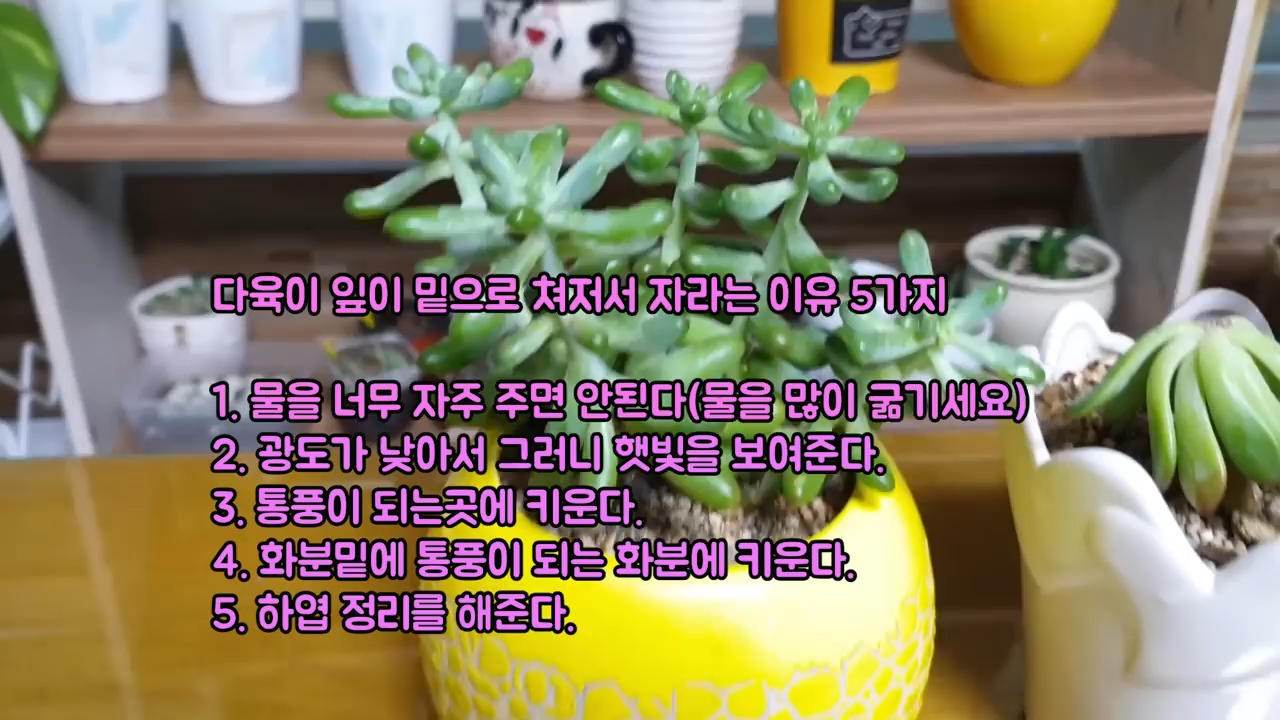 다육이 잎이 밑으로 쳐저서 자라는 이유 5가지
1. 물을 너무 자주 주면 안된다(물을 많이 굶기세요)
2. 광도가 낮아서 그러니 햇빛을 보여준다.
3. 통풍이 되는곳에 키운다.
4. 화분밑에 통풍이 되는 화분에 키운다.
5. 하엽 정리를 해준다.